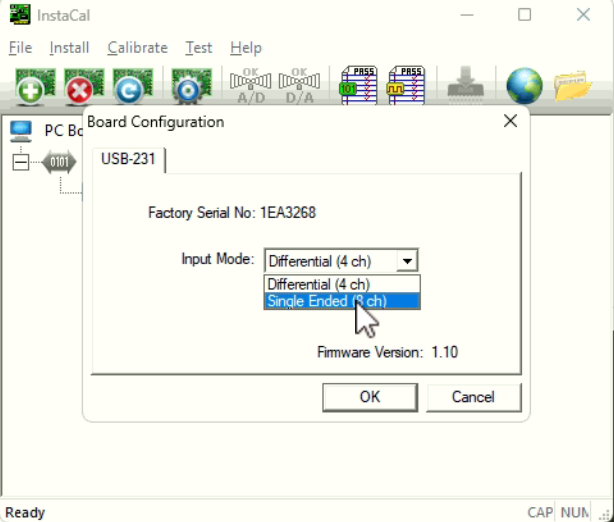 InstaCal
File Install Calibrate Test Help
OK OK PASS PASS
A/D D/A 101
PC Bo
0101
Board Configuration
USB-231
Factory Serial No: 1EA3268
Input Mode: Differential (4 ch)
Differential (4 ch)
Single Ended (8 ch)
Firmware Version: 1.10
OK Cancel
Ready CAP NUM